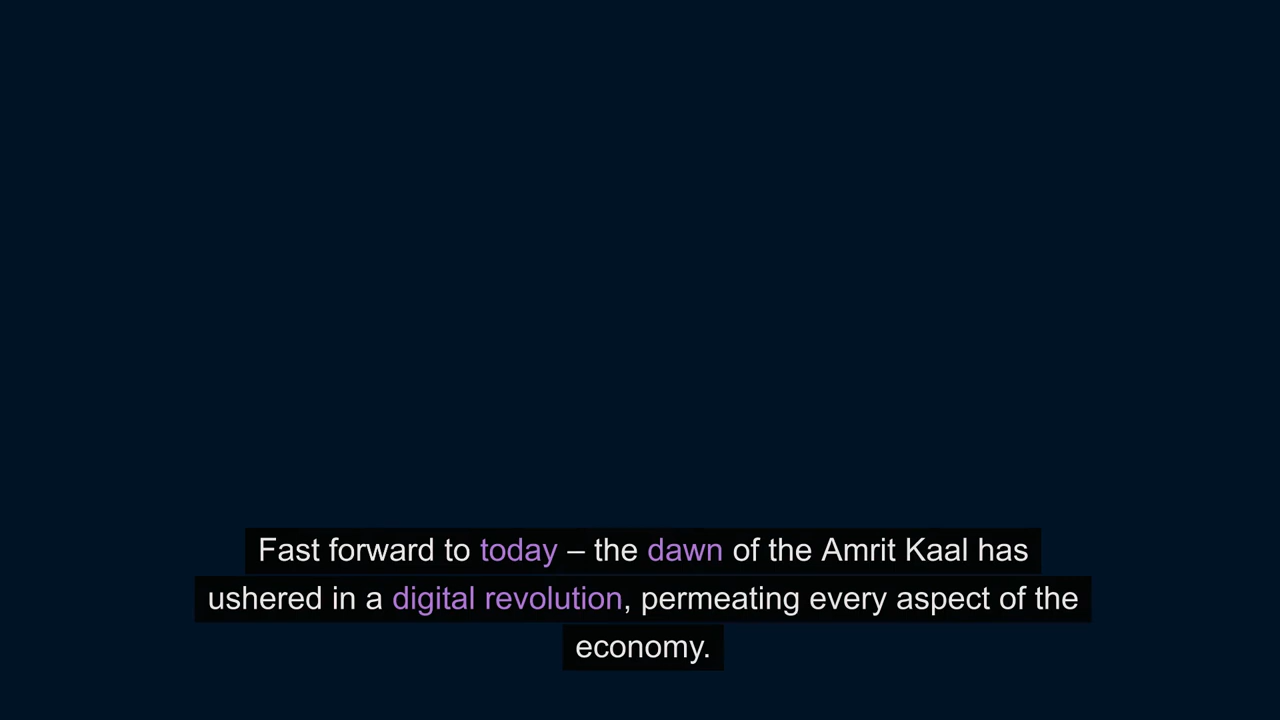 Fast forward to today – the dawn of the Amrit Kaal has
ushered in a digital revolution, permeating every aspect of the
economy.